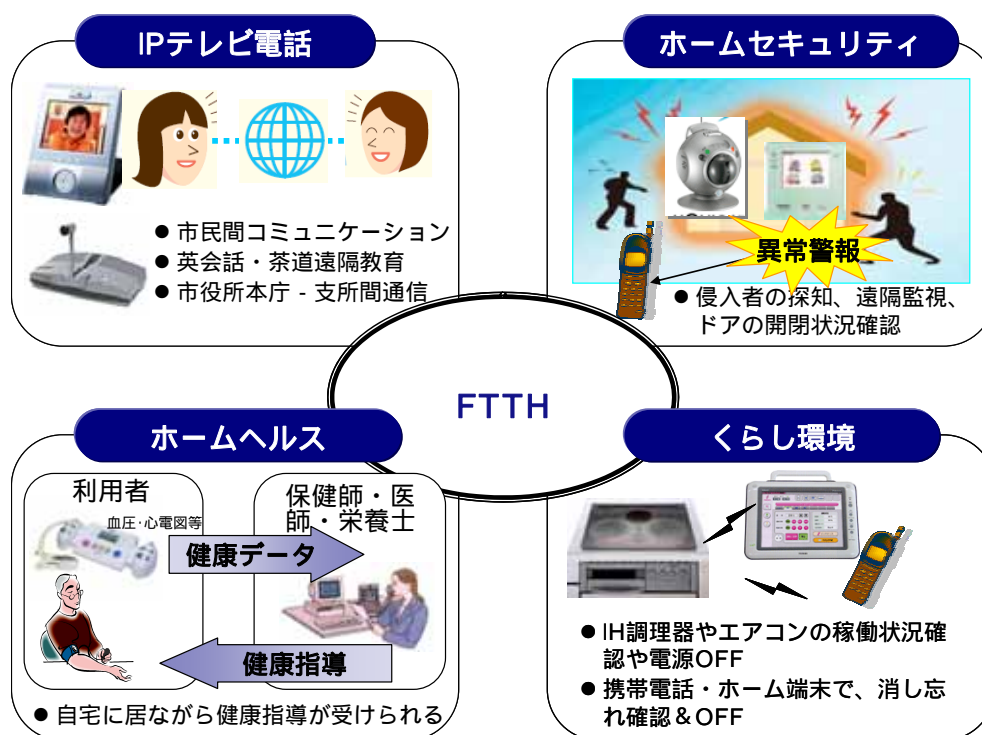 IPテレビ電話
● 市民間コミュニケーション
● 英会話・茶道遠隔教育
● 市役所本庁 - 支所間通信
ホームセキュリティ
異常警報
● 侵入者の探知、遠隔監視、
ドアの開閉状況確認
FTTH
ホームヘルス
利用者
血圧・心電図等
保健師・医
師・栄養士
健康データ
健康指導
● 自宅に居ながら健康指導が受けられる
くらし環境
● IH調理器やエアコンの稼働状況確
認や電源OFF
● 携帯電話・ホーム端末で、消し忘
れ確認＆OFF